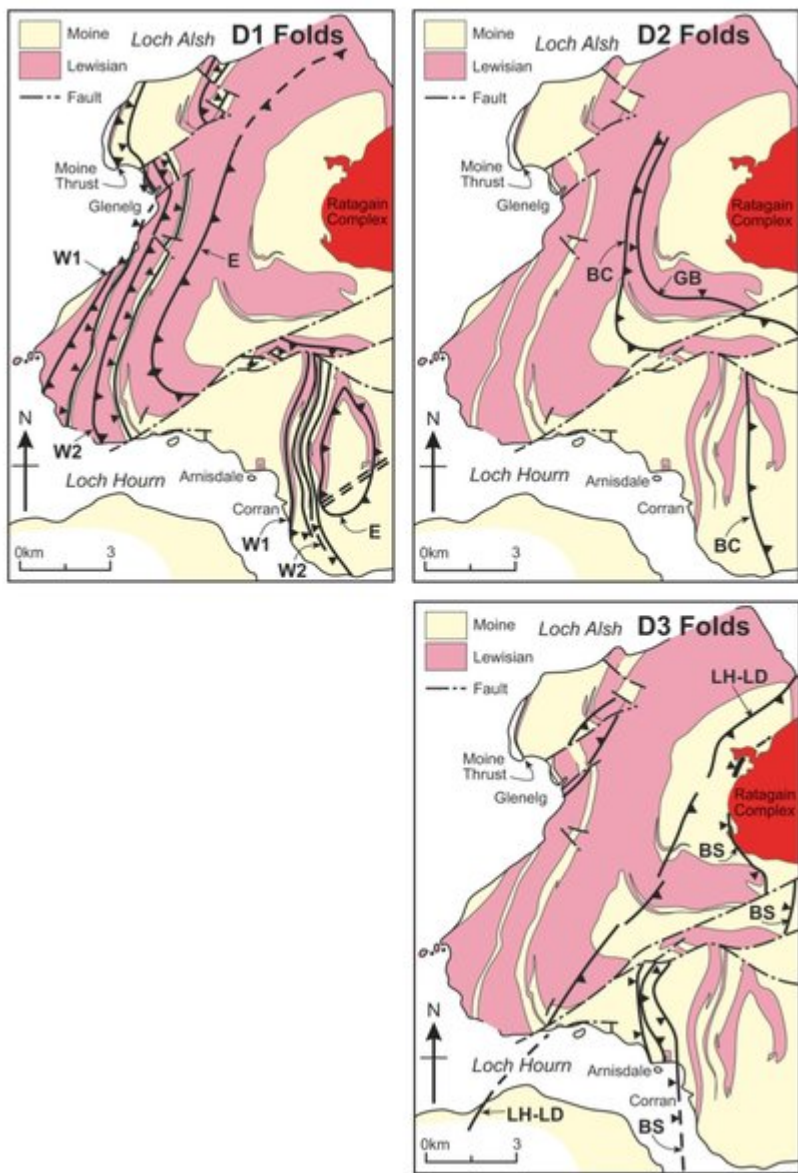 Moine
Loch Alsh
D1 Folds
Lewisian
Fault
Moine
Thrust
Glenelg
Ratagain
Complex
W1
E
W2
N
Loch Hourn
Arnisdale
Corran
W1
E
W2
0km 3
Moine
Loch Alsh
D2 Folds
Lewisian
Fault
Moine
Thrust
Glenelg
Ratagain
Complex
BC
GB
N
Loch Hourn
Arnisdale
Corran
BC
0km 3
Moine
Loch Alsh
D3 Folds
Lewisian
LH-LD
Fault
Moine
Thrust
Glenelg
Ratagain
Complex
BS
BS
N
Loch Hourn
Arnisdale
Corran
LH-LD
BS
0km 3